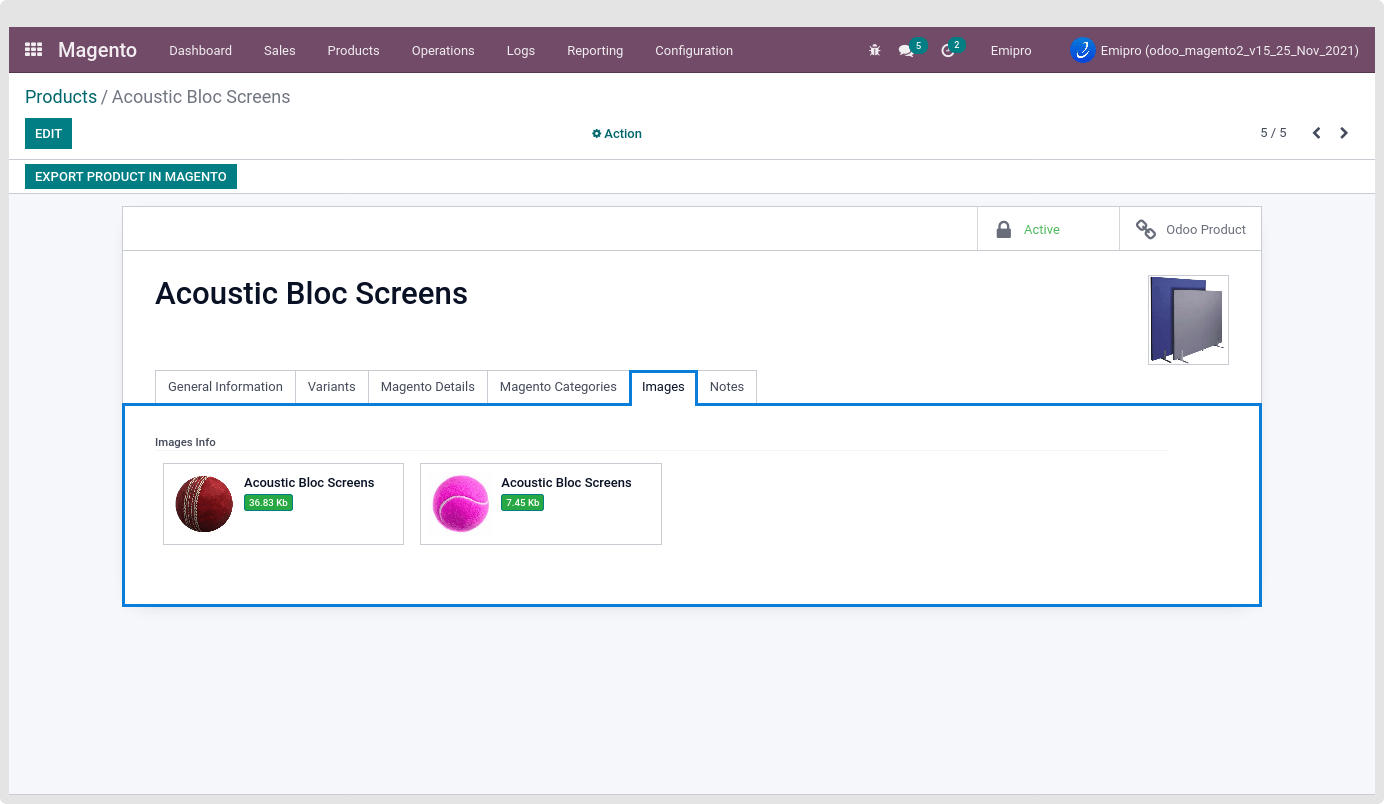 Magento Dashboard Sales Products Operations Logs Reporting Configuration 5 2 Emipro Emipro (odoo_magento2_v15_25_Nov_2021)
Products / Acoustic Bloc Screens
EDIT Action 5 / 5
EXPORT PRODUCT IN MAGENTO
Active Odoo Product
Acoustic Bloc Screens
General Information Variants Magento Details Magento Categories Images Notes
Images Info
Acoustic Bloc Screens Acoustic Bloc Screens
36.83 Kb 7.45 Kb